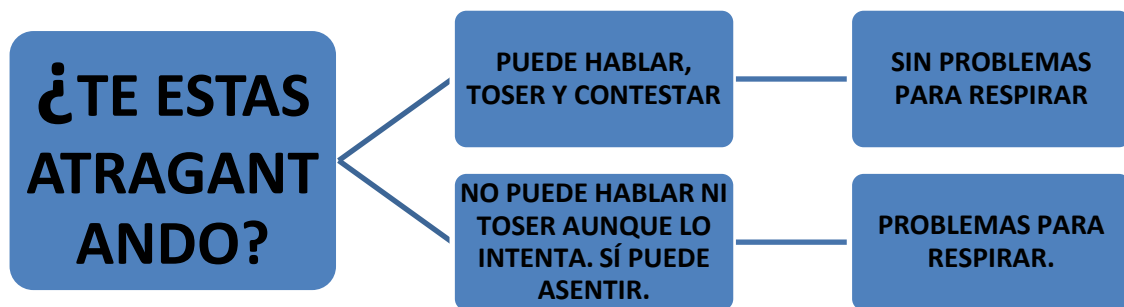 ¿TE ESTAS
ATRAGANT
ANDO?
PUEDE HABLAR,
TOSER Y CONTESTAR
SIN PROBLEMAS
PARA RESPIRAR
NO PUEDE HABLAR NI
TOSER AUNQUE LO
INTENTA. SÍ PUEDE
ASENTIR.
PROBLEMAS PARA
RESPIRAR.